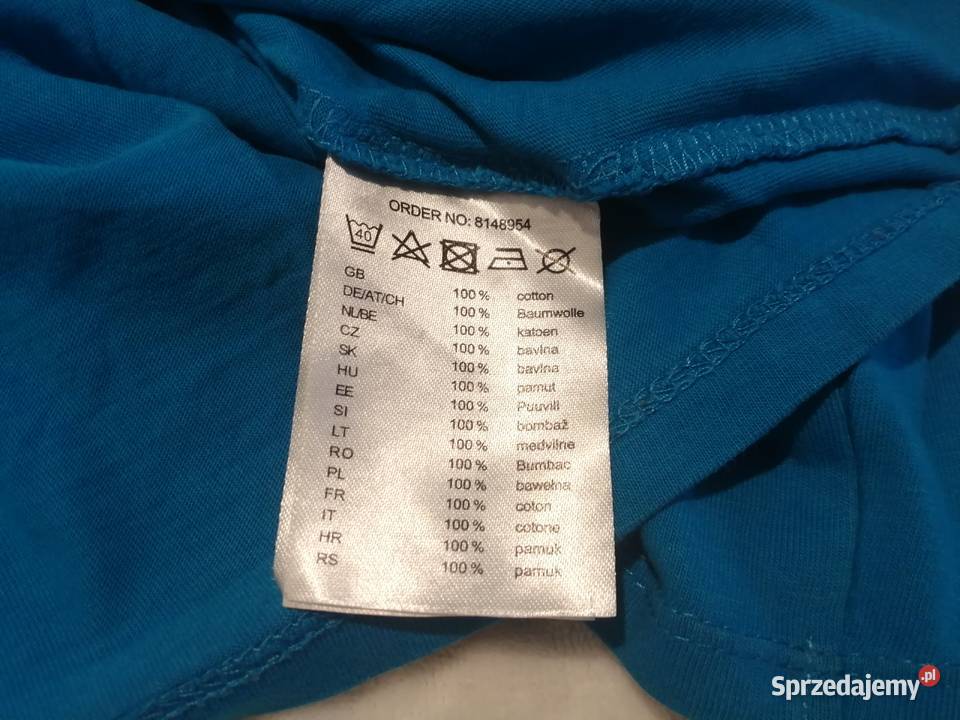 ORDER NO: 8148954
40
GB 100 % cotton
DE/AT/CH 100 % Baumwolle
NL/BE 100 % katoen
CZ 100 % bavlna
SK 100 % bavlna
HU 100 % pamut
EE 100 % Puuvill
SI 100 % bombaž
LT 100 % medvilne
RO 100 % Bumbac
PL 100 % bawełna
FR 100 % coton
IT 100 % cotone
HR 100 % pamuk
RS 100 % pamuk
Sprzedajemy.pl